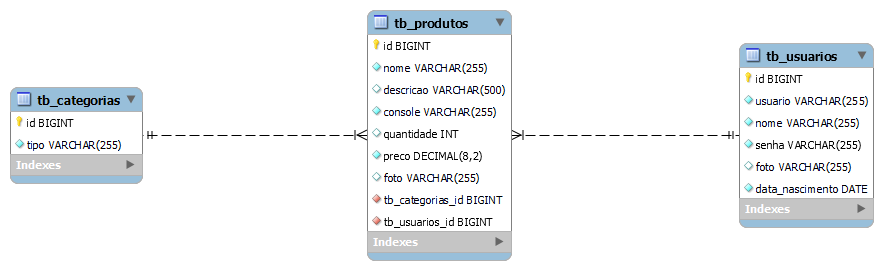 tb_categorias
id BIGINT
tipo VARCHAR(255)
Indexes
tb_produtos
id BIGINT
nome VARCHAR(255)
descricao VARCHAR(500)
console VARCHAR(255)
quantidade INT
preco DECIMAL(8,2)
foto VARCHAR(255)
tb_categorias_id BIGINT
tb_usuarios_id BIGINT
Indexes
tb_usuarios
id BIGINT
usuario VARCHAR(255)
nome VARCHAR(255)
senha VARCHAR(255)
foto VARCHAR(255)
data_nascimento DATE
Indexes